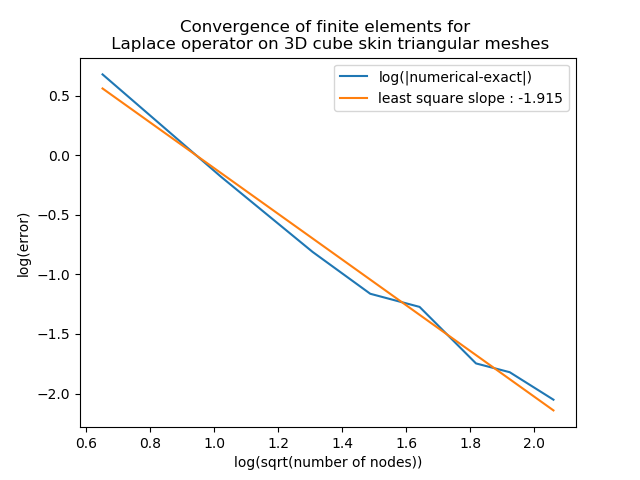 Convergence of finite elements for
Laplace operator on 3D cube skin triangular meshes
log(|numerical-exact|)
least square slope : -1.915
log(error)
0.5
0.0
−0.5
−1.0
−1.5
−2.0
0.6 0.8 1.0 1.2 1.4 1.6 1.8 2.0
log(sqrt(number of nodes))